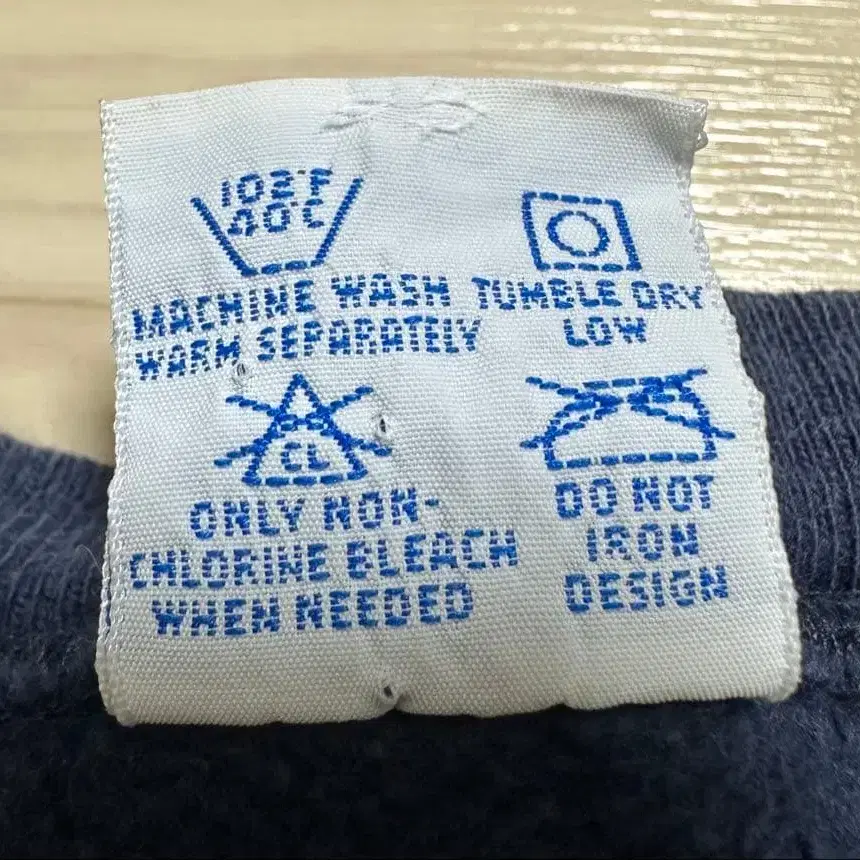 102°F
40°C
MACHINE WASH
WARM SEPARATELY
TUMBLE DRY
LOW
CL
ONLY NON-
CHLORINE BLEACH
WHEN NEEDED
DO NOT
IRON
DESIGN